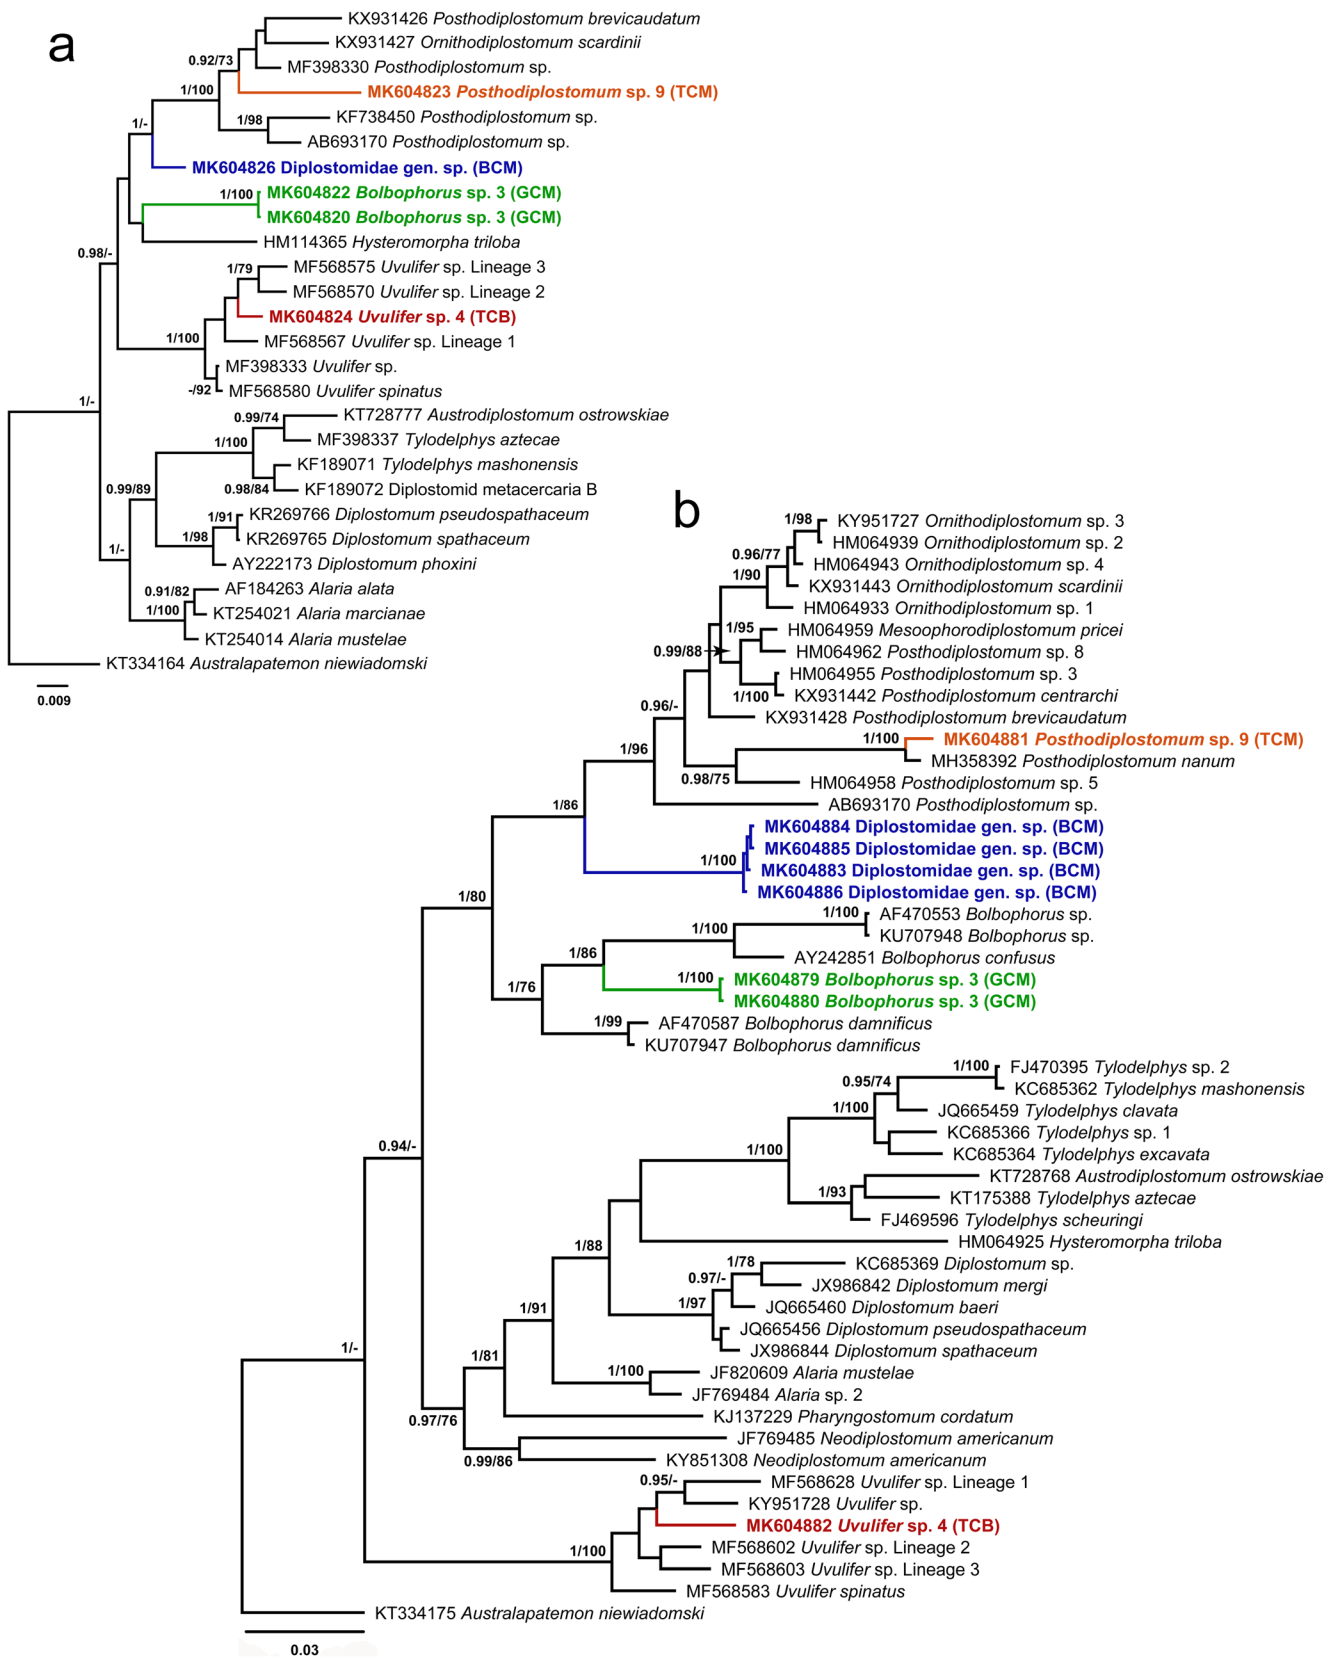 a
KX931426 Posthodiplostomum brevicaudatum
KX931427 Ornithodiplostomum scardinii
0.92/73
MF398330 Posthodiplostomum sp.
1/100
MK604823 Posthodiplostomum sp. 9 (TCM)
1/-
1/98
KF738450 Posthodiplostomum sp.
AB693170 Posthodiplostomum sp.
MK604826 Diplostomidae gen. sp. (BCM)
1/100
MK604822 Bolbophorus sp. 3 (GCM)
MK604820 Bolbophorus sp. 3 (GCM)
HM114365 Hysteromorpha triloba
0.98/-
1/79
MF568575 Uvulifer sp. Lineage 3
MF568570 Uvulifer sp. Lineage 2
MK604824 Uvulifer sp. 4 (TCB)
1/100
MF568567 Uvulifer sp. Lineage 1
MF398333 Uvulifer sp.
-/92
MF568580 Uvulifer spinatus
1/-
0.99/74
KT728777 Austrodiplostomum ostrowskiae
1/100
MF398337 Tylodelphys aztecae
KF189071 Tylodelphys mashonensis
0.99/89
0.98/84
KF189072 Diplostomid metacercaria B
1/91
KR269766 Diplostomum pseudospathaceum
1/98
KR269765 Diplostomum spathaceum
1/-
AY222173 Diplostomum phoxini
0.91/82
AF184263 Alaria alata
1/100
KT254021 Alaria marcianae
KT254014 Alaria mustelae
KT334164 Australapatemon niewiadomski
0.009
b
1/98
KY951727 Ornithodiplostomum sp. 3
HM064939 Ornithodiplostomum sp. 2
0.96/77
HM064943 Ornithodiplostomum sp. 4
1/90
KX931443 Ornithodiplostomum scardinii
HM064933 Ornithodiplostomum sp. 1
1/95
HM064959 Mesoophorodiplostomum pricei
0.99/88
HM064962 Posthodiplostomum sp. 8
HM064955 Posthodiplostomum sp. 3
1/100
KX931442 Posthodiplostomum centrarchi
0.96/-
KX931428 Posthodiplostomum brevicaudatum
1/100
MK604881 Posthodiplostomum sp. 9 (TCM)
1/96
MH358392 Posthodiplostomum nanum
0.98/75
HM064958 Posthodiplostomum sp. 5
1/86
AB693170 Posthodiplostomum sp.
MK604884 Diplostomidae gen. sp. (BCM)
MK604885 Diplostomidae gen. sp. (BCM)
1/100
MK604883 Diplostomidae gen. sp. (BCM)
MK604886 Diplostomidae gen. sp. (BCM)
1/80
1/100
AF470553 Bolbophorus sp.
1/100
KU707948 Bolbophorus sp.
1/86
AY242851 Bolbophorus confusus
1/100
MK604879 Bolbophorus sp. 3 (GCM)
1/76
MK604880 Bolbophorus sp. 3 (GCM)
1/99
AF470587 Bolbophorus damnificus
KU707947 Bolbophorus damnificus
1/100
FJ470395 Tylodelphys sp. 2
0.95/74
KC685362 Tylodelphys mashonensis
1/100
JQ665459 Tylodelphys clavata
KC685366 Tylodelphys sp. 1
0.94/-
1/100
KC685364 Tylodelphys excavata
KT728768 Austrodiplostomum ostrowskiae
1/93
KT175388 Tylodelphys aztecae
FJ469596 Tylodelphys scheuringi
1/88
HM064925 Hysteromorpha triloba
1/78
KC685369 Diplostomum sp.
0.97/-
JX986842 Diplostomum mergi
1/97
JQ665460 Diplostomum baeri
1/91
JQ665456 Diplostomum pseudospathaceum
1/-
JX986844 Diplostomum spathaceum
1/81
1/100
JF820609 Alaria mustelae
JF769484 Alaria sp. 2
0.97/76
KJ137229 Pharyngostomum cordatum
JF769485 Neodiplostomum americanum
0.99/86
KY851308 Neodiplostomum americanum
0.95/-
MF568628 Uvulifer sp. Lineage 1
KY951728 Uvulifer sp.
MK604882 Uvulifer sp. 4 (TCB)
1/100
MF568602 Uvulifer sp. Lineage 2
MF568603 Uvulifer sp. Lineage 3
MF568583 Uvulifer spinatus
KT334175 Australapatemon niewiadomski
0.03